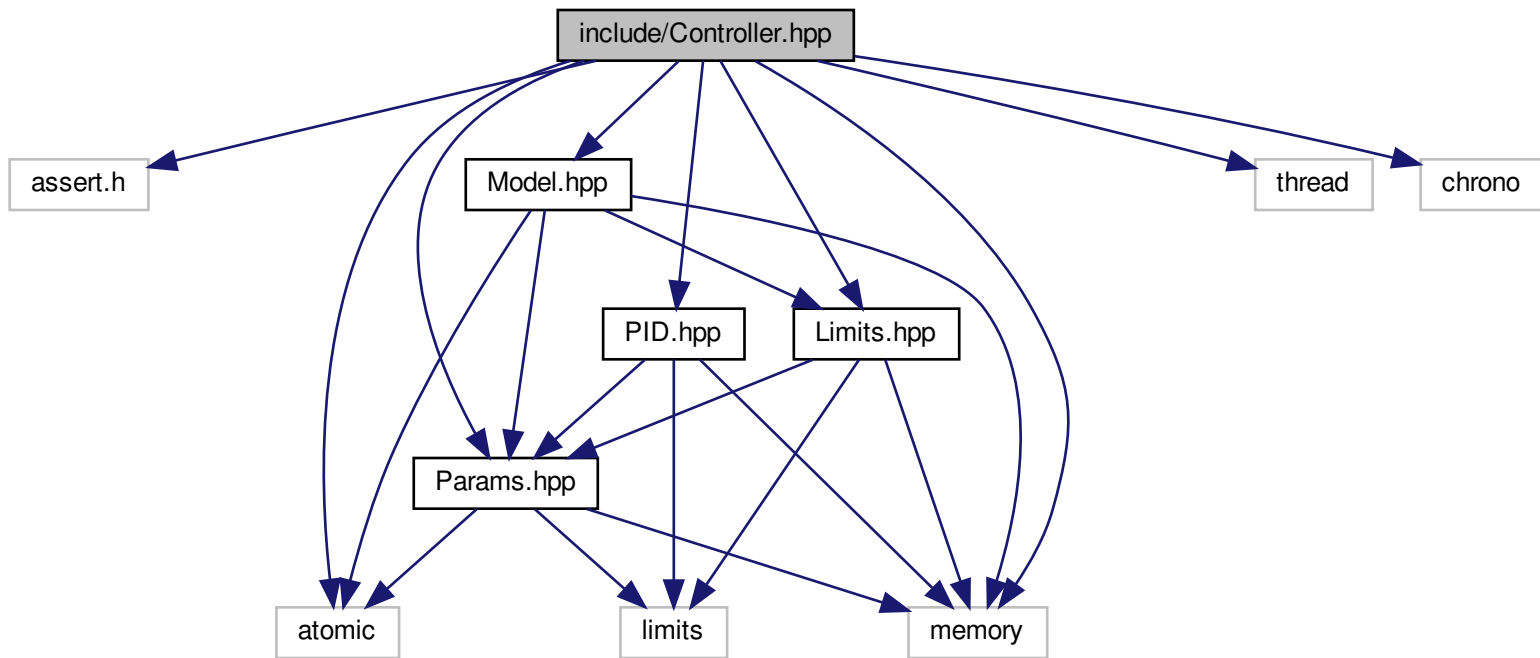 include/Controller.hpp
assert.h
Model.hpp
thread
chrono
PID.hpp
Limits.hpp
Params.hpp
atomic
limits
memory